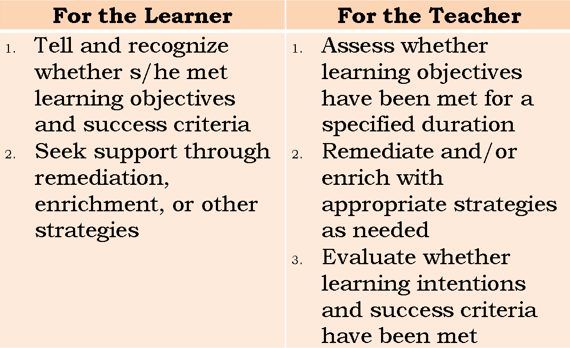 For the Learner
For the Teacher
1. Tell and recognize
whether s/he met
learning objectives
and success criteria
2. Seek support through
remediation,
enrichment, or other
strategies
1. Assess whether
learning objectives
have been met for a
specified duration
2. Remediate and/or
enrich with
appropriate strategies
as needed
3. Evaluate whether
learning intentions
and success criteria
have been met